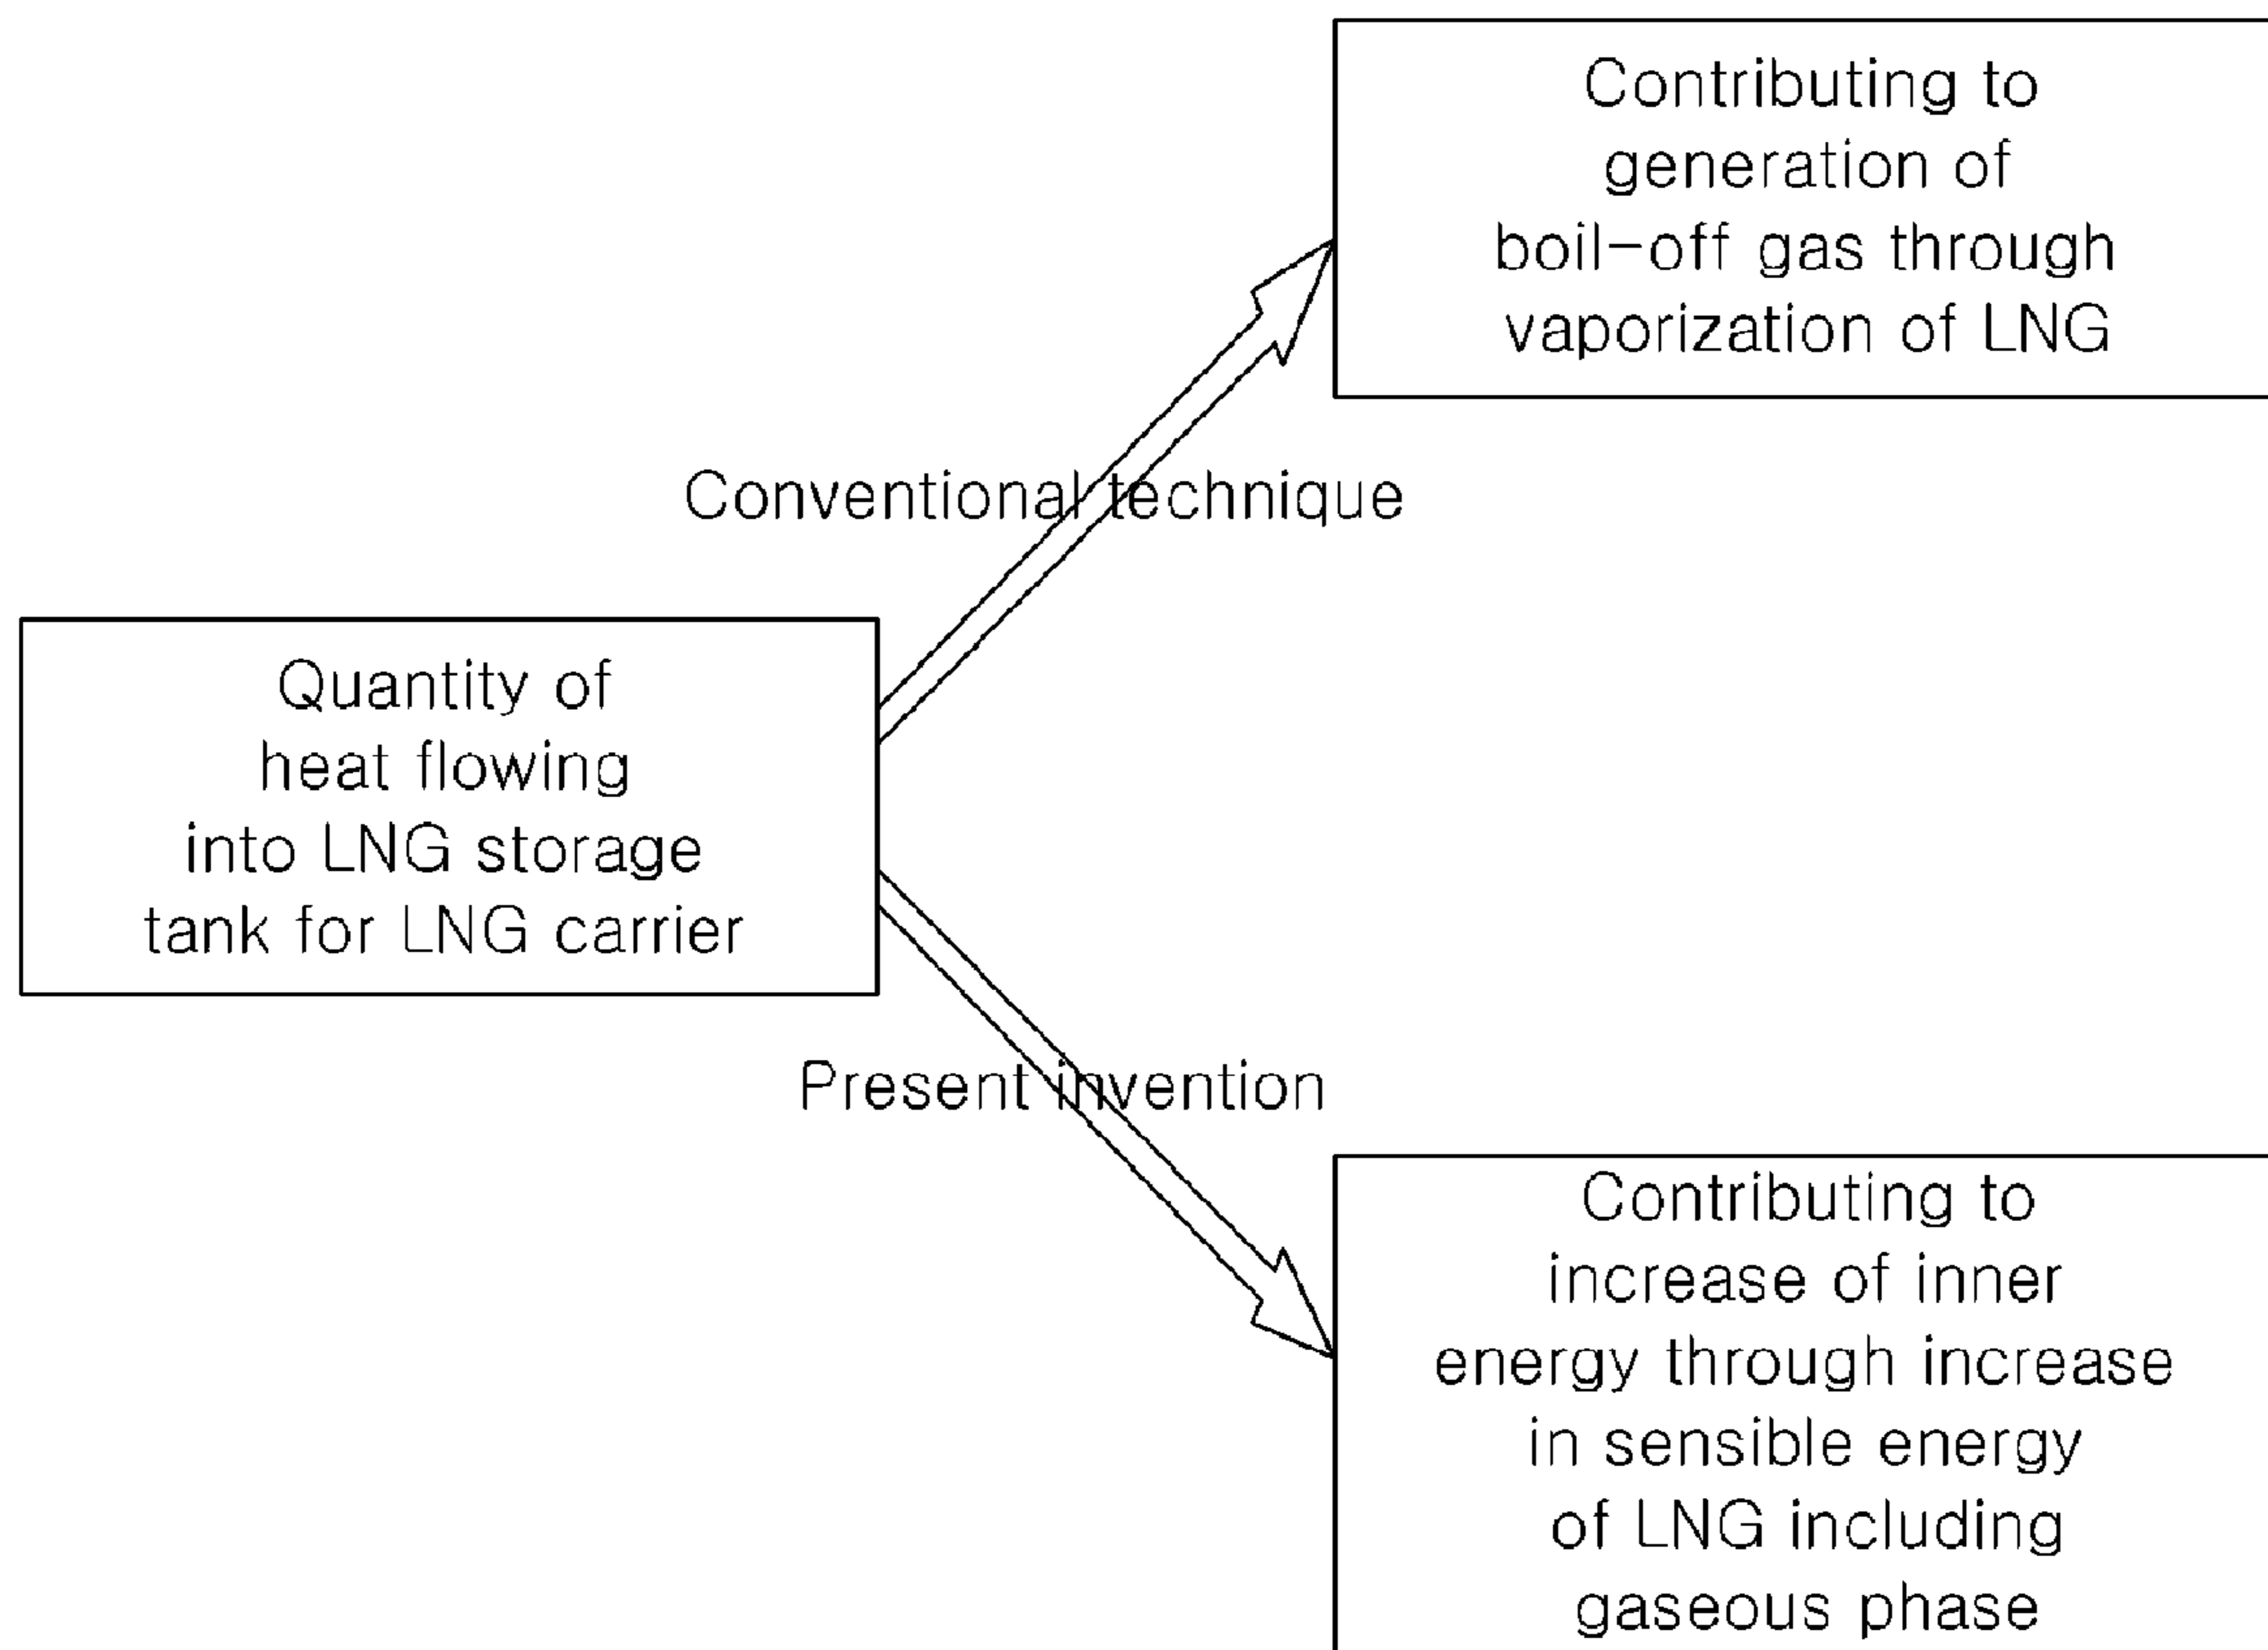 Contributing to
generation of
boil-off gas through
vaporization of LNG
Conventional technique
Quantity of
heat flowing
into LNG storage
tank for LNG carrier
Present invention
Contributing to
increase of inner
energy through increase
in sensible energy
of LNG including
gaseous phase